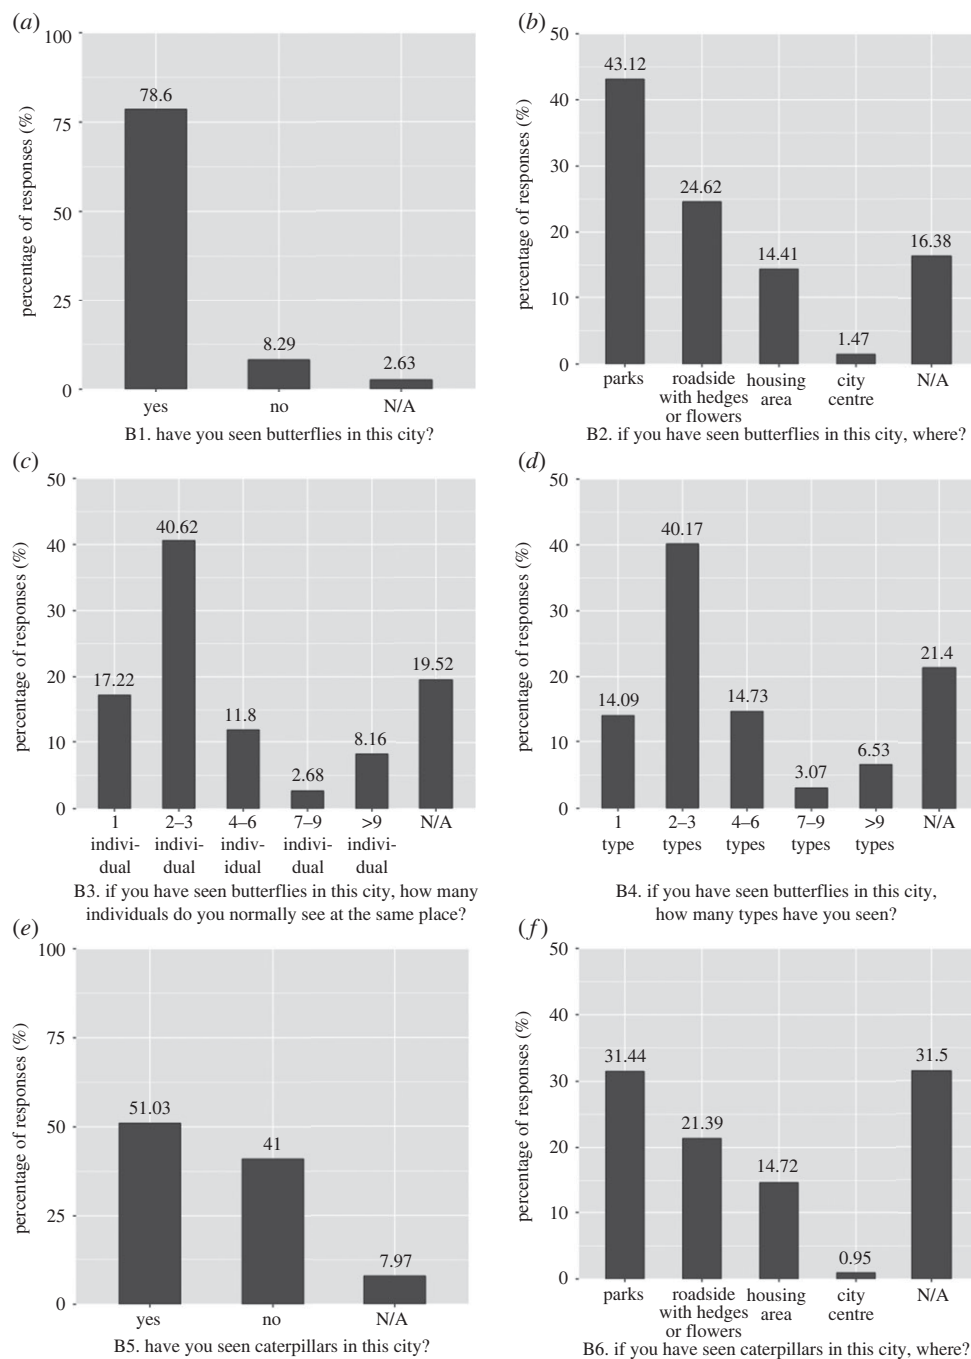 (a)
percentage of responses (%)
100
75
50
25
0
78.6
8.29
2.63
yes no N/A
B1. have you seen butterflies in this city?
(b)
percentage of responses (%)
50
40
30
20
10
0
43.12
24.62
14.41
1.47
16.38
parks roadside housing city N/A
with hedges area centre
or flowers
B2. if you have seen butterflies in this city, where?
(c)
percentage of responses (%)
50
40
30
20
10
0
17.22
40.62
11.8
2.68
8.16
19.52
1 2–3 4–6 7–9 >9 N/A
indivi- indivi- ind‌iv- indivi- indivi-
dual dual idual dual dual
B3. if you have seen butterflies in this city, how many
individuals do you normally see at the same place?
(d)
percentage of responses (%)
50
40
30
20
10
0
14.09
40.17
14.73
3.07
6.53
21.4
1 2–3 4–6 7–9 >9 N/A
type types types types types
B4. if you have seen butterflies in this city,
how many types have you seen?
(e)
percentage of responses (%)
100
75
50
25
0
51.03
41
7.97
yes no N/A
B5. have you seen caterpillars in this city?
(f)
percentage of responses (%)
50
40
30
20
10
0
31.44
21.39
14.72
0.95
31.5
parks roadside housing city N/A
with hedges area centre
or flowers
B6. if you have seen caterpillars in this city, where?